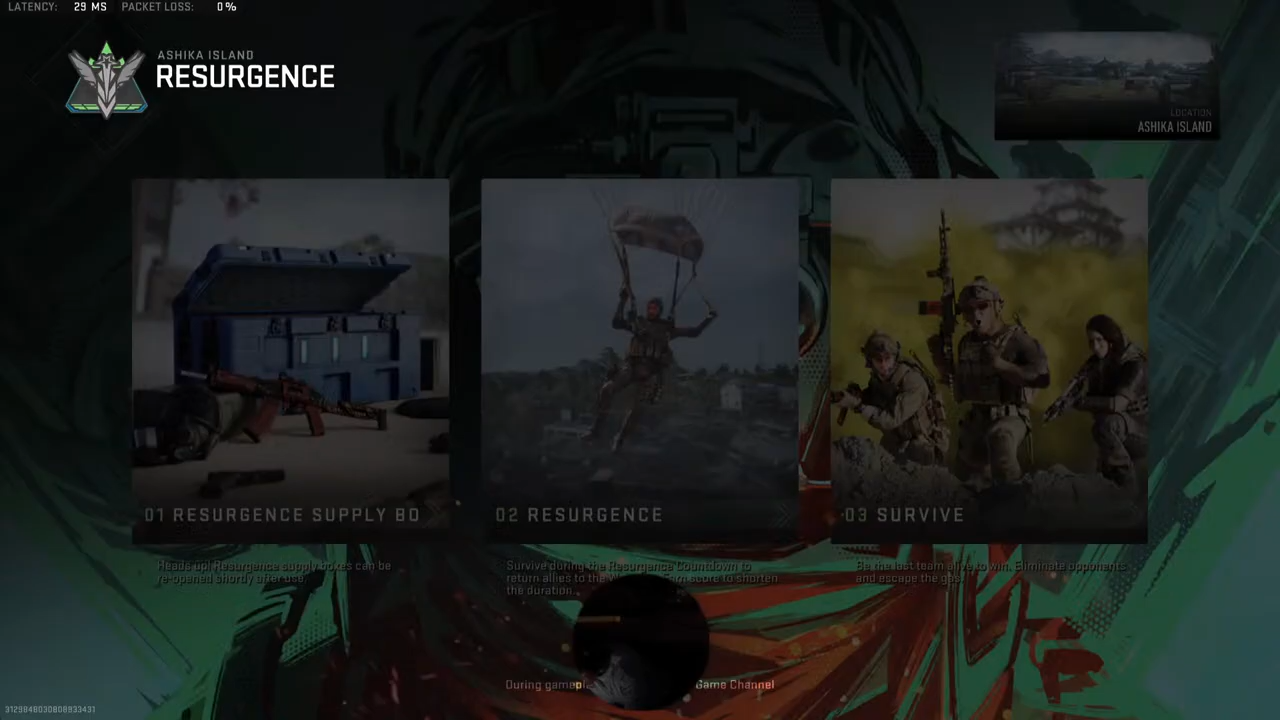 LATENCY: 29 MS PACKET LOSS: 0%
ASHIKA ISLAND
RESURGENCE
LOCATION
ASHIKA ISLAND
01 RESURGENCE SUPPLY BO
02 RESURGENCE
03 SURVIVE
Heads up! Resurgence supply boxes can be
re-opened shortly after use.
Survive during the Resurgence Countdown to
return allies to the score to shorten
the duration.
Be the last team alive to win. Eliminate opponents
and escape the gas.
During Game Channel